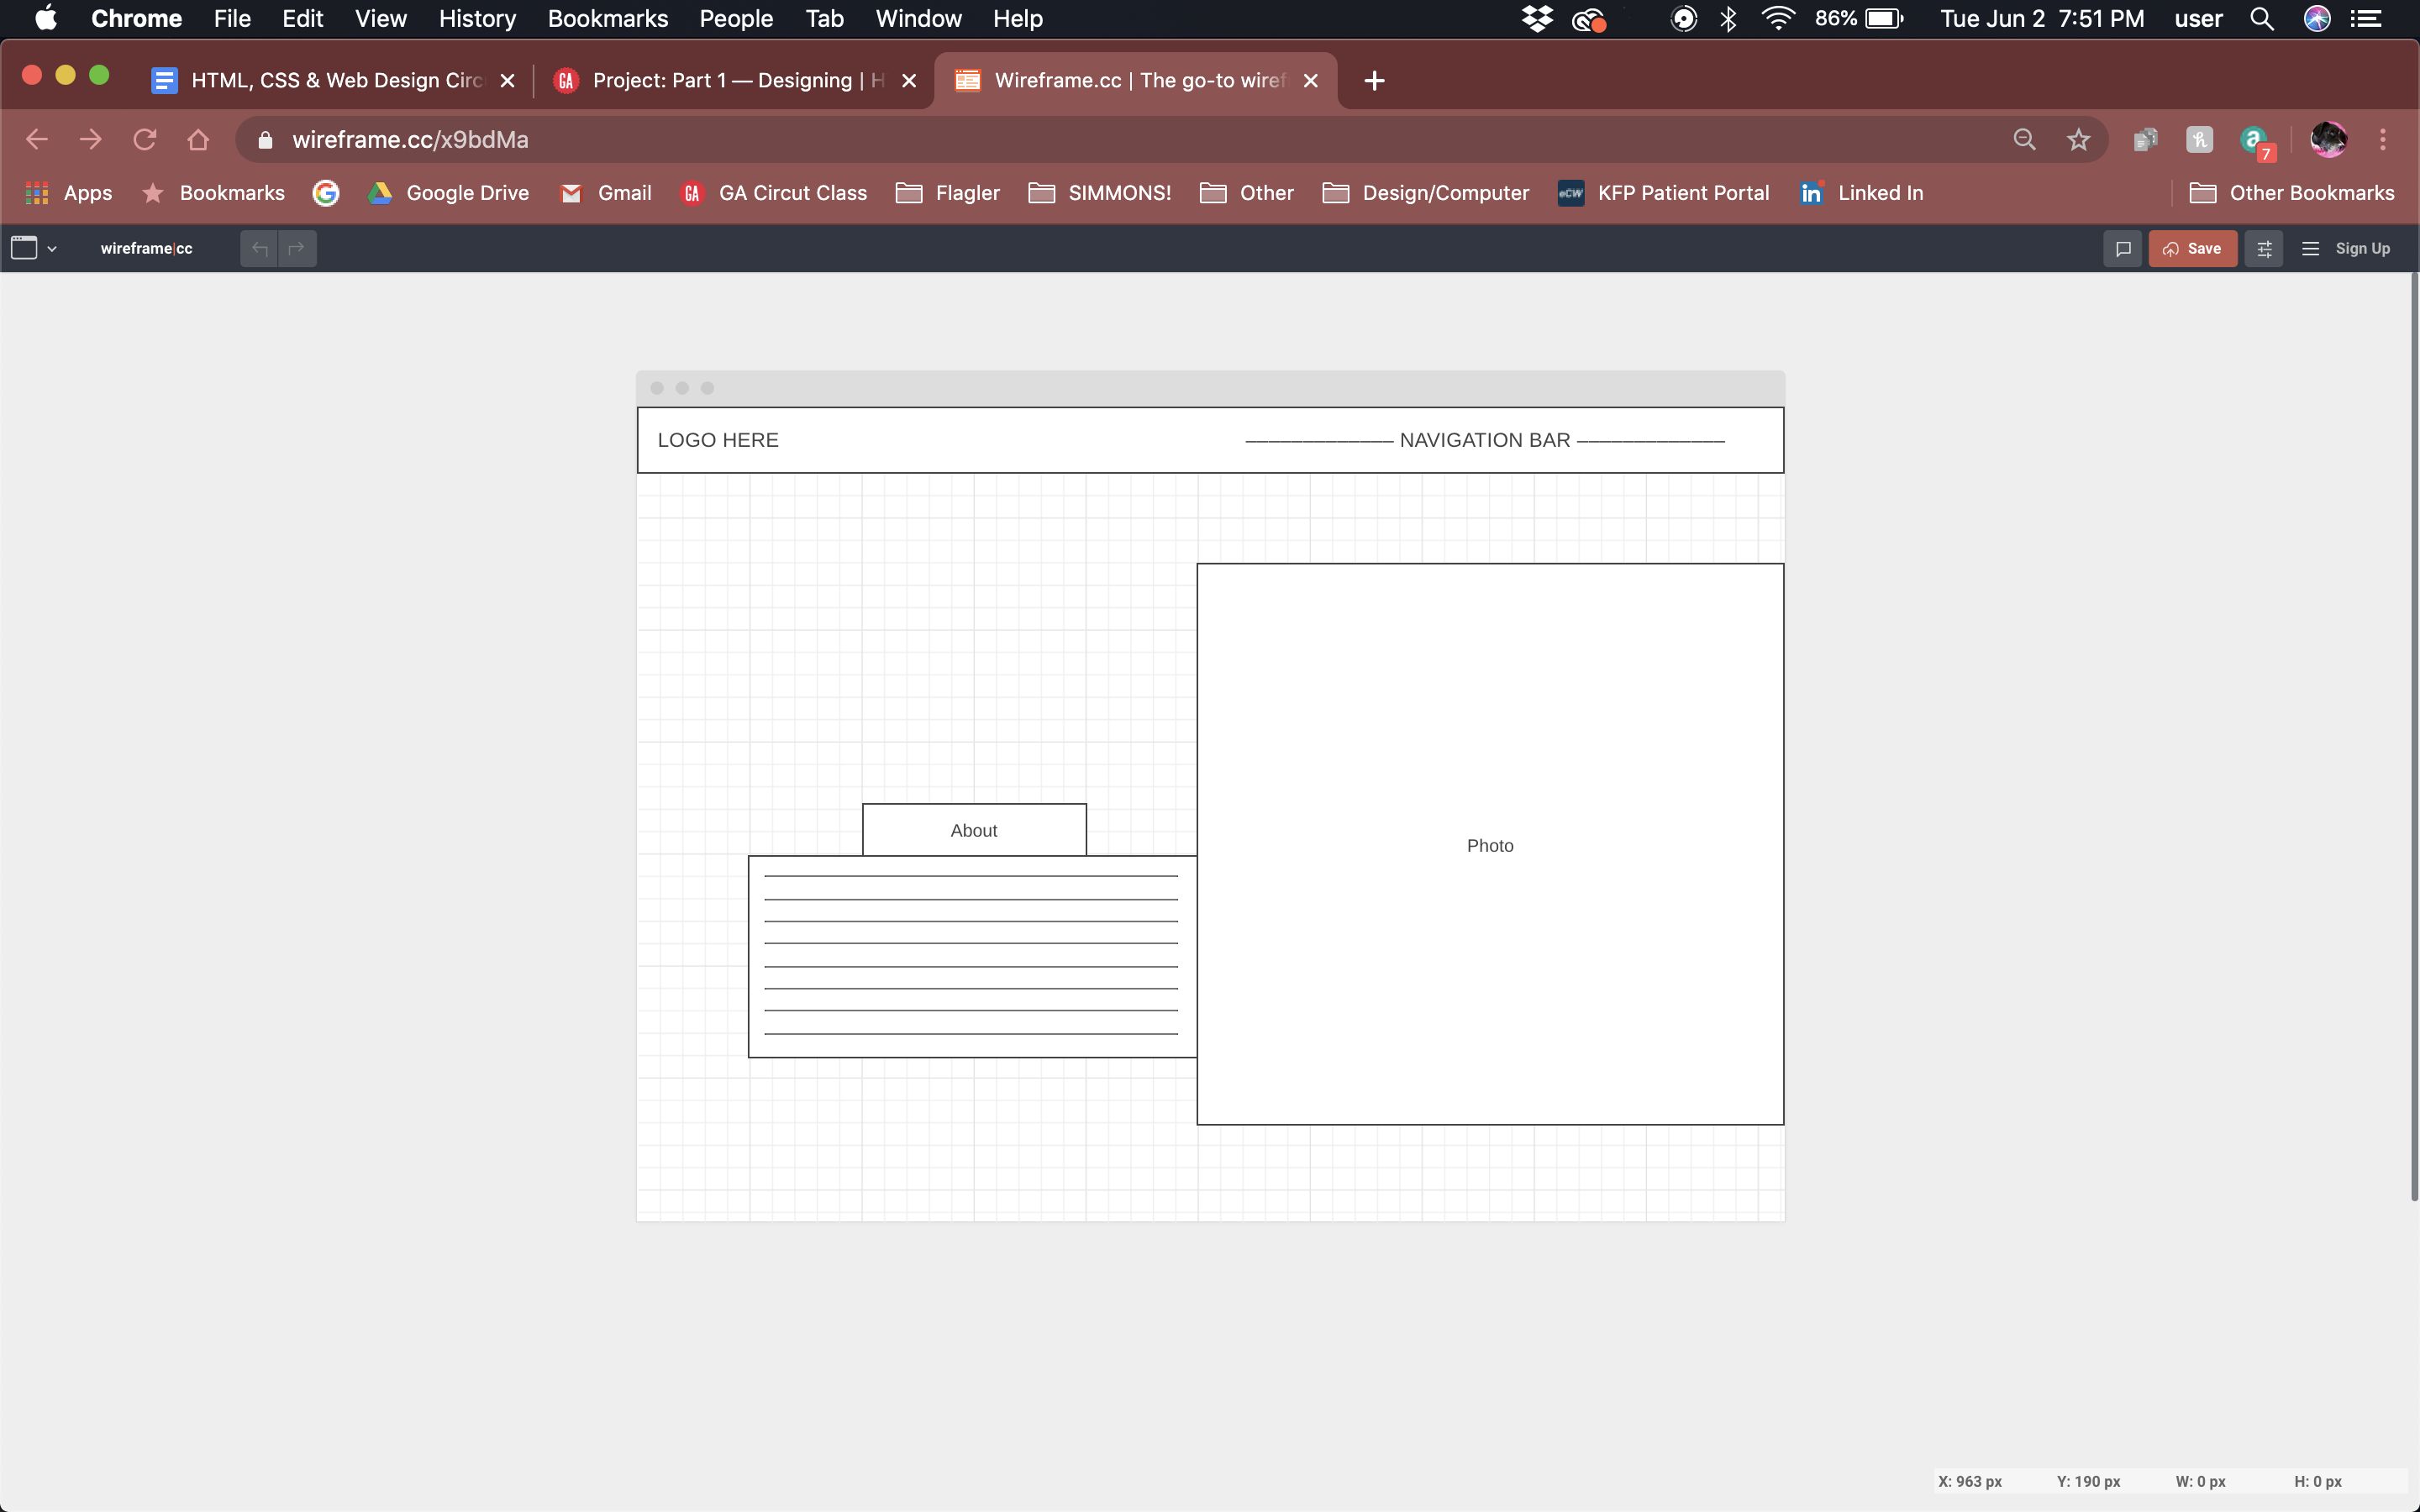 Chrome File Edit View History Bookmarks People Tab Window Help 86% Tue Jun 2 7:51 PM user
HTML, CSS & Web Design Circ Project: Part 1 — Designing | H Wireframe.cc | The go-to wiref
wireframe.cc/x9bdMa 7
Apps Bookmarks Google Drive Gmail GA GA Circut Class Flagler SIMMONS! Other Design/Computer eCW KFP Patient Portal in Linked In Other Bookmarks
wireframe|cc Save Sign Up
LOGO HERE NAVIGATION BAR
About
Photo
X: 963 px Y: 190 px W: 0 px H: 0 px